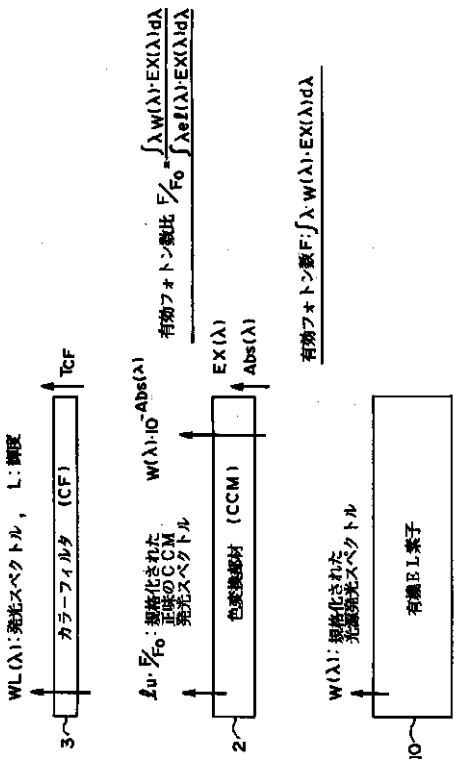 WL(λ):発光スペクトル, L:輝度
3
カラーフィルタ (CF)
TCF
ℓu・F/Fo:規格化された
正味のCCM
発光スペクトル
W(λ)・10^-Abs(λ)
2
色変換部材 (CCM)
EX(λ)
Abs(λ)
有効フォトン数比 F/Fo=∫λw(λ)・EX(λ)dλ
∫λeℓ(λ)・EX(λ)dλ
有効フォトン数F:∫λ・w(λ)・EX(λ)dλ
W(λ):規格化された
光源発光スペクトル
10
有機EL素子